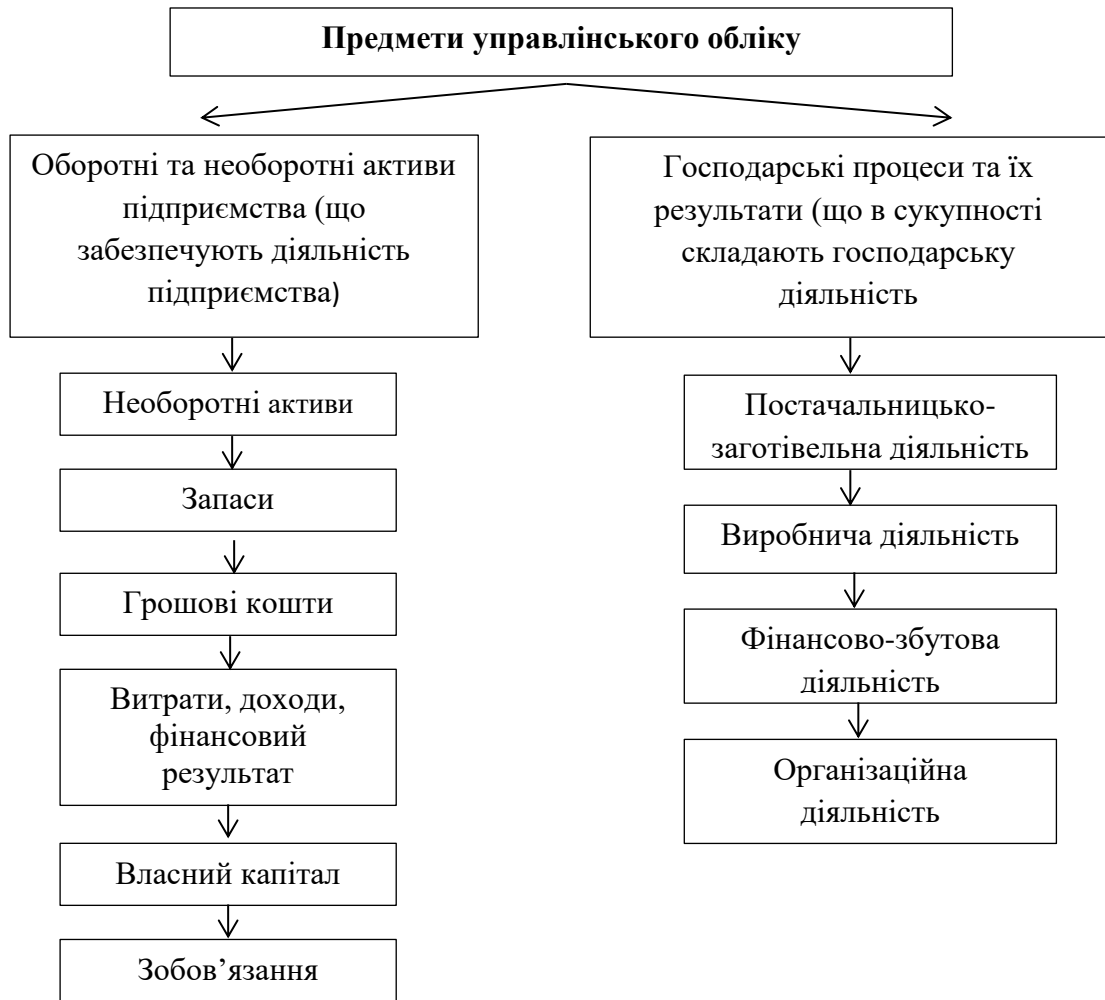 Предмети управлінського обліку
Оборотні та необоротні активи
підприємства (що
забезпечують діяльність
підприємства)
Необоротні активи
Запаси
Грошові кошти
Витрати, доходи,
фінансовий
результат
Власний капітал
Зобов’язання
Господарські процеси та їх
результати (що в сукупності
складають господарську
діяльність
Постачальницько-
заготівельна діяльність
Виробнича діяльність
Фінансово-збутова
діяльність
Організаційна
діяльність